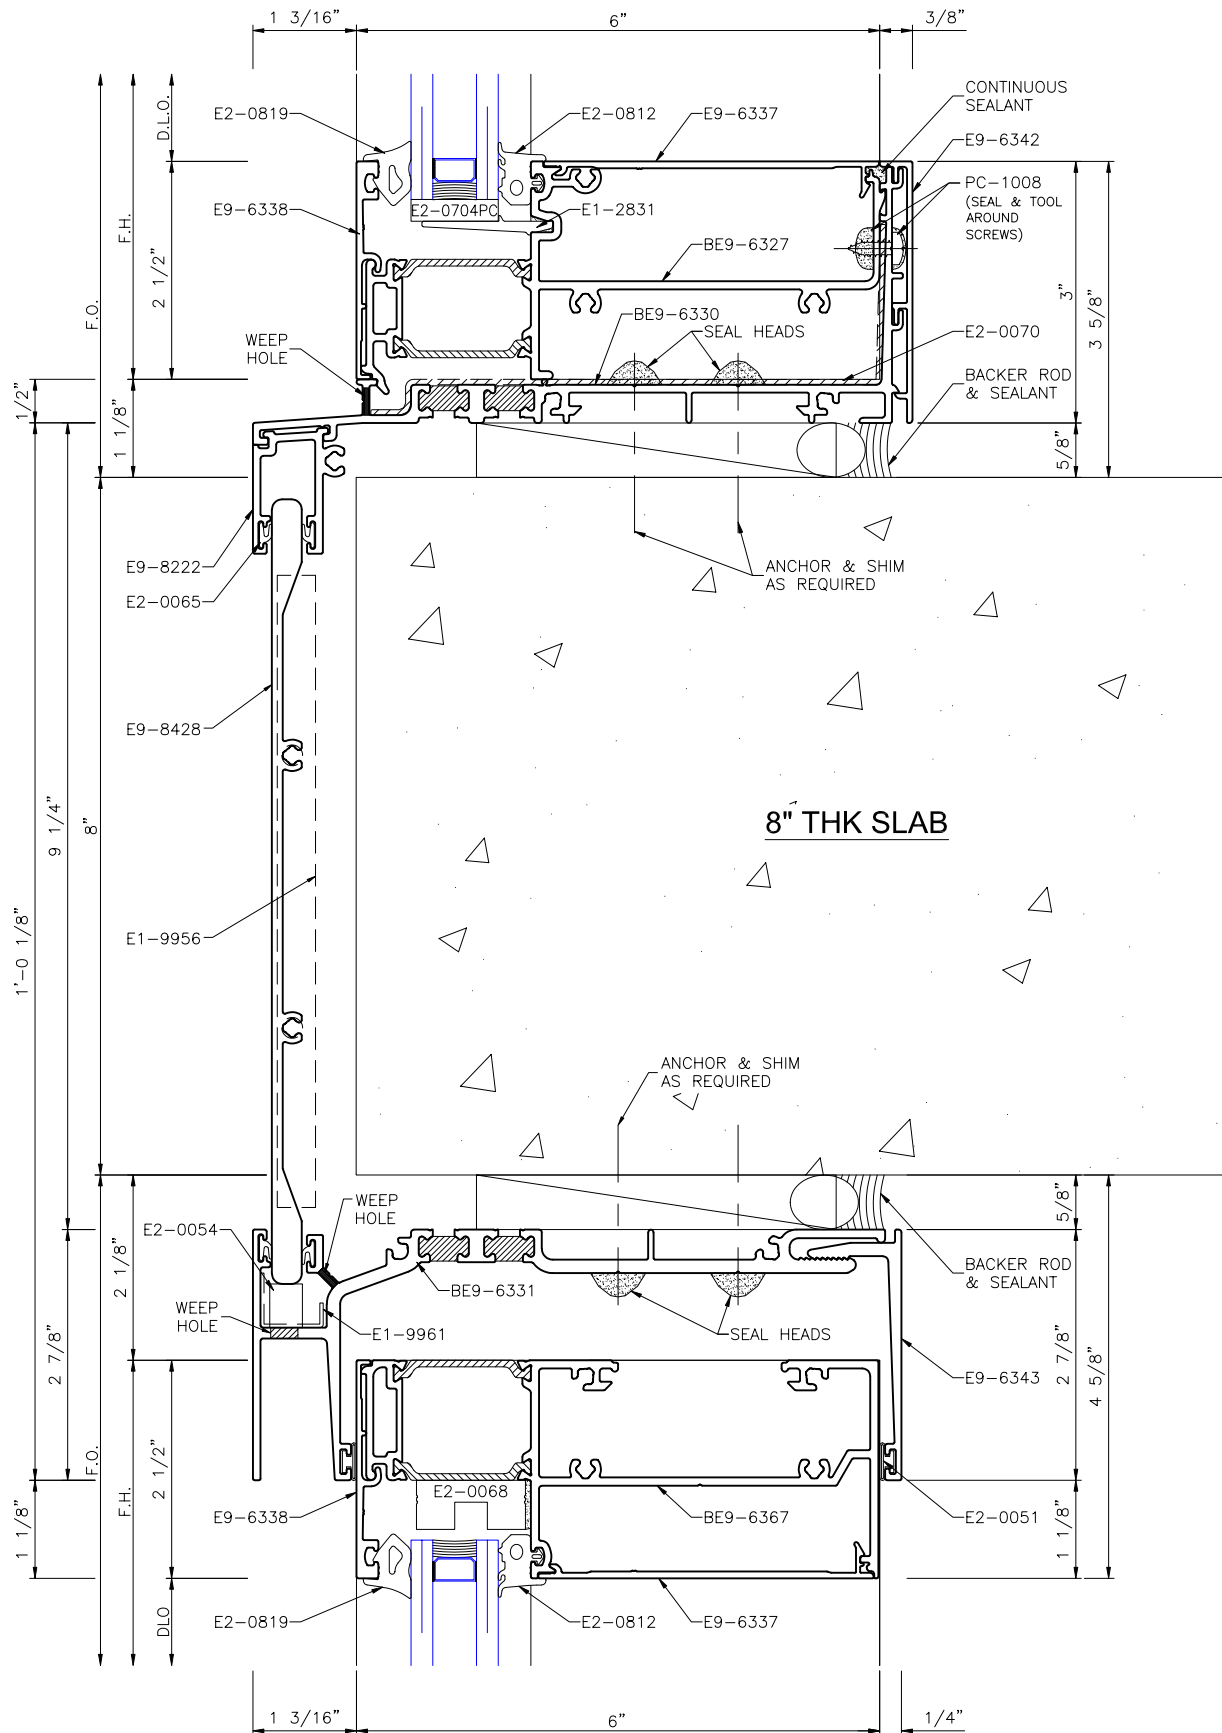 1 3/16"
6"
3/8"
D.L.O.
F.H.
F.O.
E2-0819
E2-0812
E9-6337
CONTINUOUS
SEALANT
E9-6342
PC-1008
(SEAL & TOOL
AROUND
SCREWS)
E9-6338
E2-0704PC
E1-2831
BE9-6327
2 1/2"
3"
3 5/8"
BE9-6330
SEAL HEADS
E2-0070
WEEP
HOLE
BACKER ROD
& SEALANT
1/2"
1 1/8"
5/8"
E9-8222
E2-0065
ANCHOR & SHIM
AS REQUIRED
E9-8428
8" THK SLAB
9 1/4"
8"
E1-9956
1'-0 1/8"
ANCHOR & SHIM
AS REQUIRED
WEEP
HOLE
E2-0054
5/8"
2 1/8"
BACKER ROD
& SEALANT
BE9-6331
WEEP
HOLE
E1-9961
SEAL HEADS
2 7/8"
2 7/8"
4 5/8"
E9-6343
F.O.
F.H.
2 1/2"
E2-0068
E9-6338
BE9-6367
E2-0051
1 1/8"
1 1/8"
DLO
E2-0819
E2-0812
E9-6337
1 3/16"
6"
1/4"